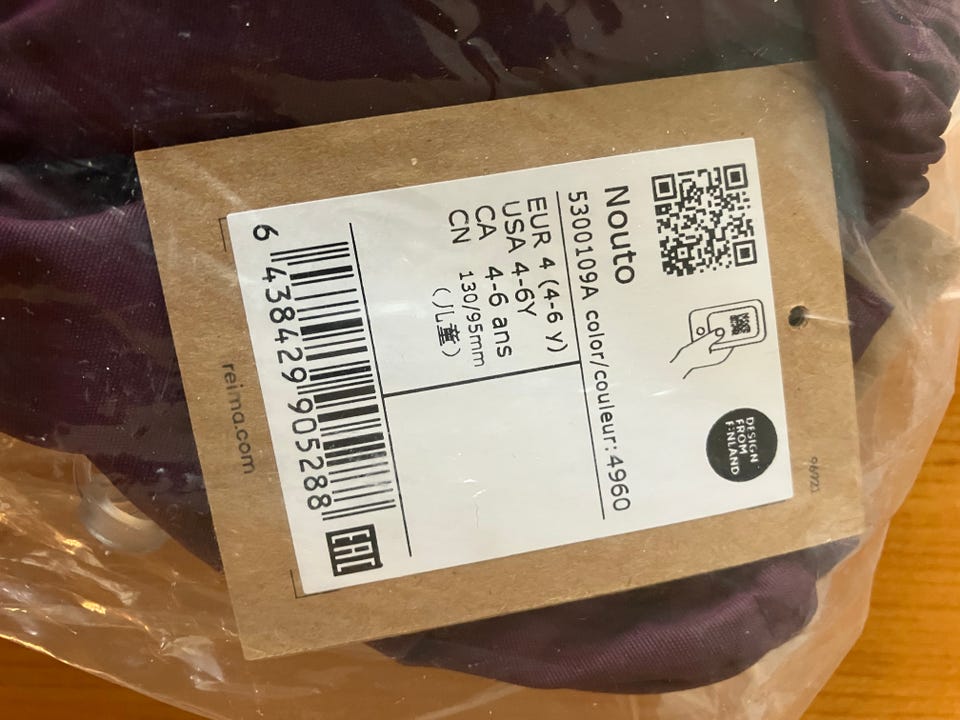 DESIGN
FROM
FINLAND
Nouto
5300109A color/couleur:4960
EUR 4 (4-6 Y)
USA 4-6Y
CA 4-6 ans
CN 130/95mm
(儿童)
6 438429 905288
EAC
reima.com